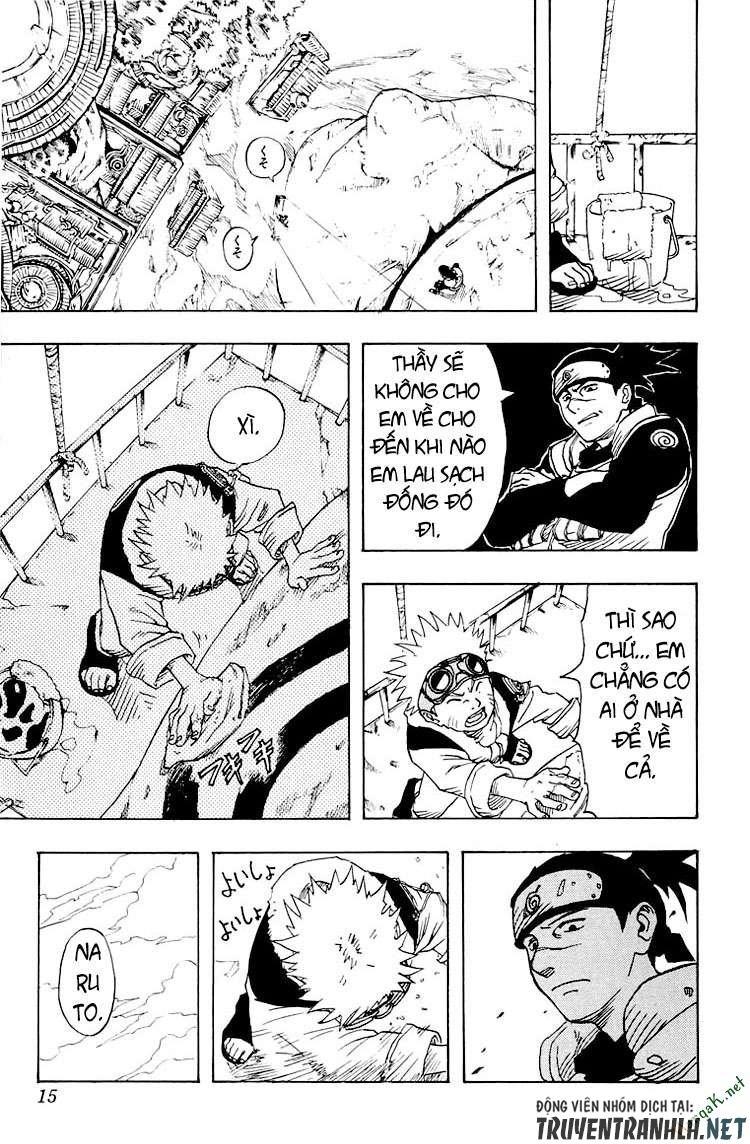 くそ
くそ
THẦY SẼ
KHÔNG CHO
EM VỀ CHO
ĐẾN KHI NÀO
EM LAU SẠCH
ĐỐNG ĐÓ
ĐI.
XÌ.
フキフキ
THÌ SAO
CHỨ... EM
CHẲNG CÓ
AI Ở NHÀ
ĐỂ VỀ
CẢ.
よいしょ
よいしょ
NA
RU
TO.
15
ĐỘNG VIÊN NHÓM DỊCH TẠI:
TRUYENTRANHLH.NET